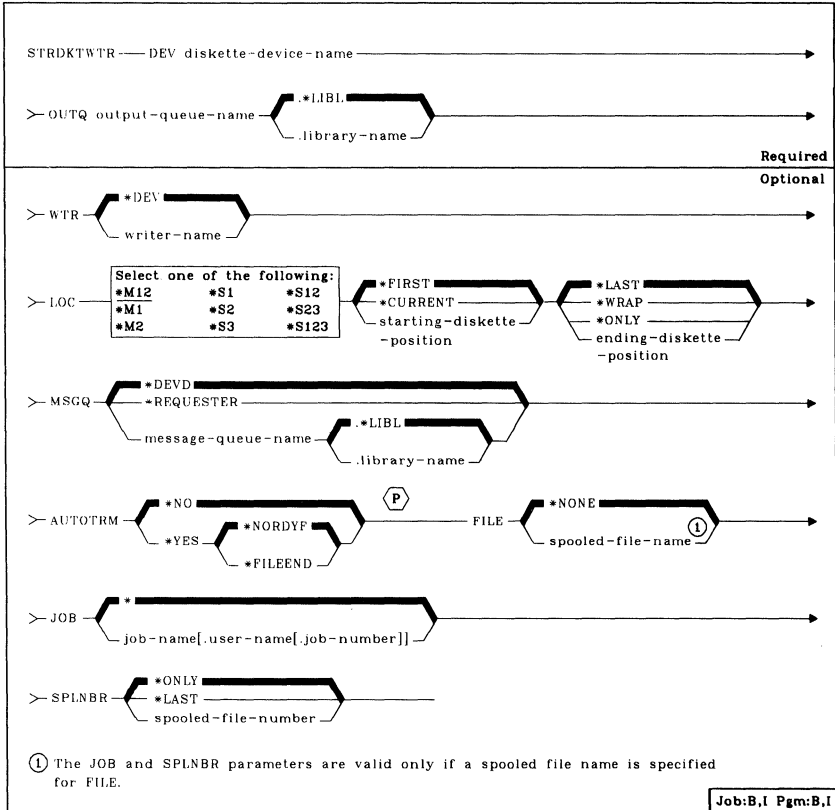 STRDKTWTR DEV diskette-device-name
.*LIBL
OUTQ output-queue-name
.library-name
Required
Optional
*DEV
WTR
writer-name
Select one of the following:
*M12 *S1 *S12
*M1 *S2 *S23
*M2 *S3 *S123
LOC
*FIRST
*CURRENT
starting-diskette
-position
*LAST
*WRAP
*ONLY
ending-diskette
-position
*DEVD
MSGQ *REQUESTER
message-queue-name
.*LIBL
.library-name
*NO
AUTOTRM
*YES
*NORDYF
*FILEEND
P
FILE
*NONE
spooled-file-name 1
*
JOB
job-name[.user-name[.job-number]]
*ONLY
SPLNBR *LAST
spooled-file-number
1 The JOB and SPLNBR parameters are valid only if a spooled file name is specified
for FILE.
Job:B,I Pgm:B,I